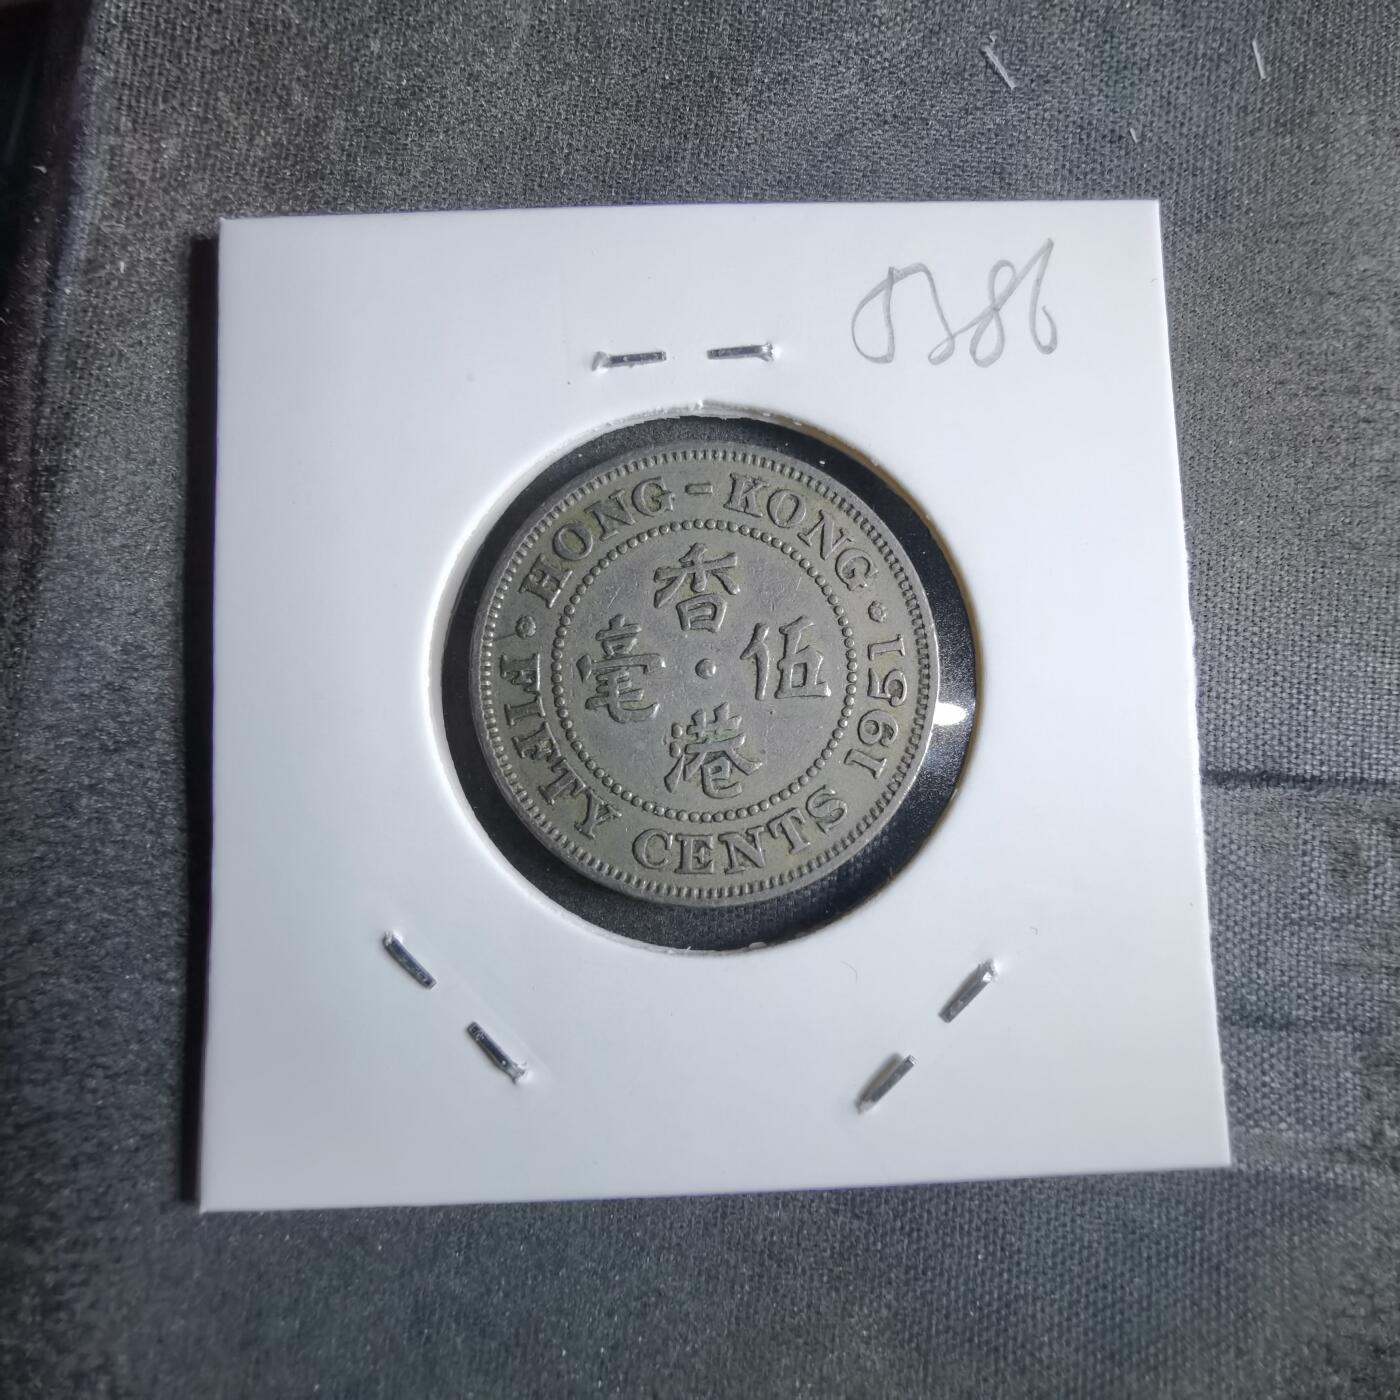 HONG-KONG · 1951
香港
伍毫
FIFTY CENTS